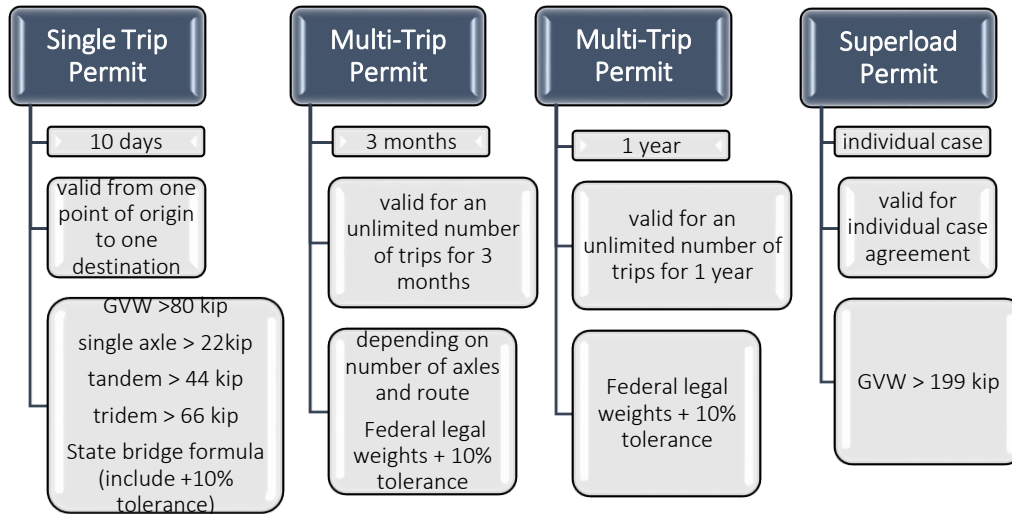 Single Trip
Permit
10 days
valid from one
point of origin
to one
destination
GVW >80 kip
single axle > 22kip
tandem > 44 kip
tridem > 66 kip
State bridge formula
(include +10%
tolerance)
Multi-Trip
Permit
3 months
valid for an
unlimited number
of trips for 3
months
depending on
number of axles
and route
Federal legal
weights + 10%
tolerance
Multi-Trip
Permit
1 year
valid for an
unlimited number of
trips for 1 year
Federal legal
weights + 10%
tolerance
Superload
Permit
individual case
valid for
individual case
agreement
GVW > 199 kip